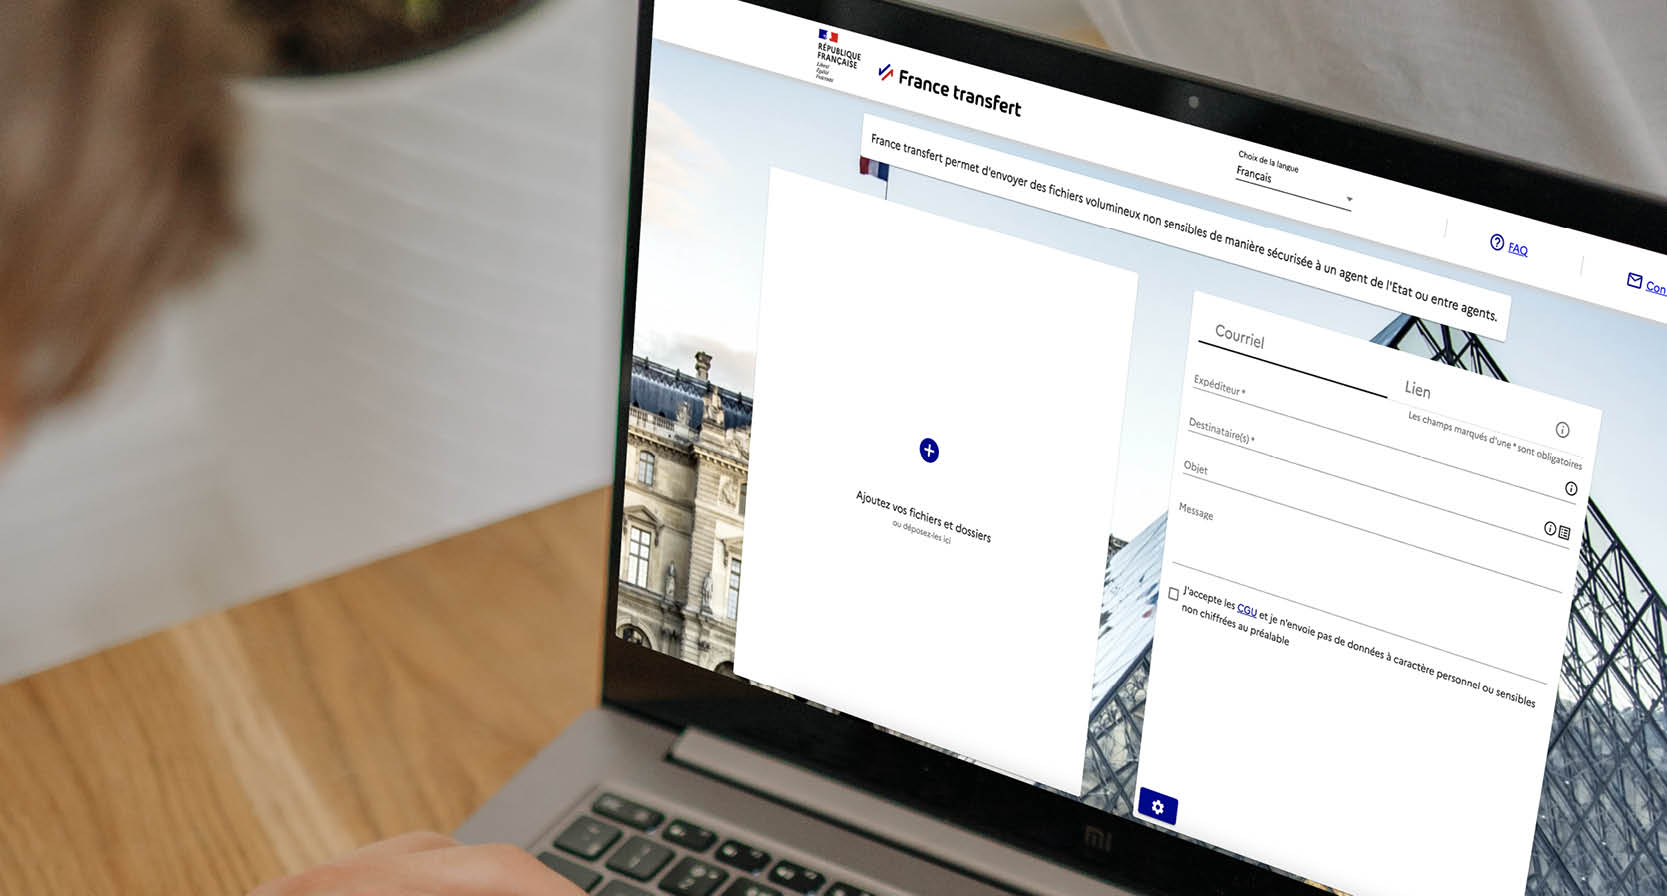 RÉPUBLIQUE
FRANÇAISE
Liberté
Égalité
Fraternité
France transfert
Choix de la langue
Français
FAQ
Con
France transfert permet d'envoyer des fichiers volumineux non sensibles de manière sécurisée à un agent de l'Etat ou entre agents.
Ajoutez vos fichiers et dossiers
ou déposez-les ici
Courriel
Lien
Les champs marqués d'une * sont obligatoires
Expéditeur *
Destinataire(s) *
Objet
Message
J'accepte les CGU et je n'envoie pas de données à caractère personnel ou sensibles
non chiffrées au préalable
mi